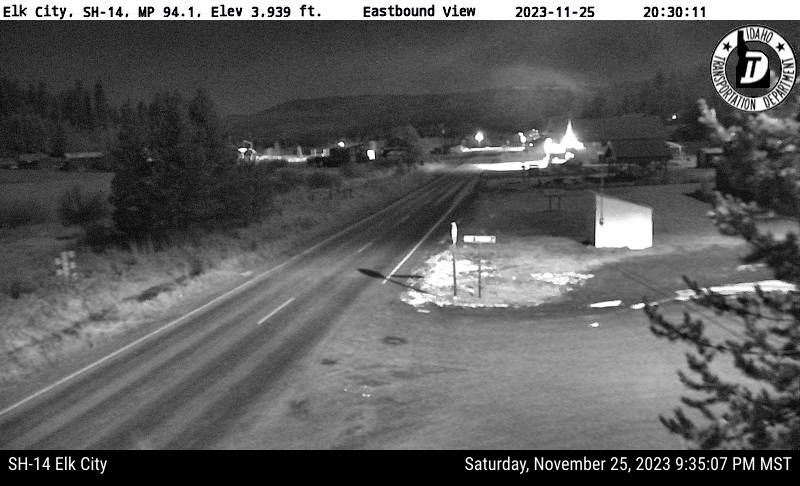 Elk City, SH-14, MP 94.1, Elev 3,939 ft. Eastbound View 2023-11-25 20:30:11
IDAHO
TRANSPORTATION DEPARTMENT
SH-14 Elk City Saturday, November 25, 2023 9:35:07 PM MST